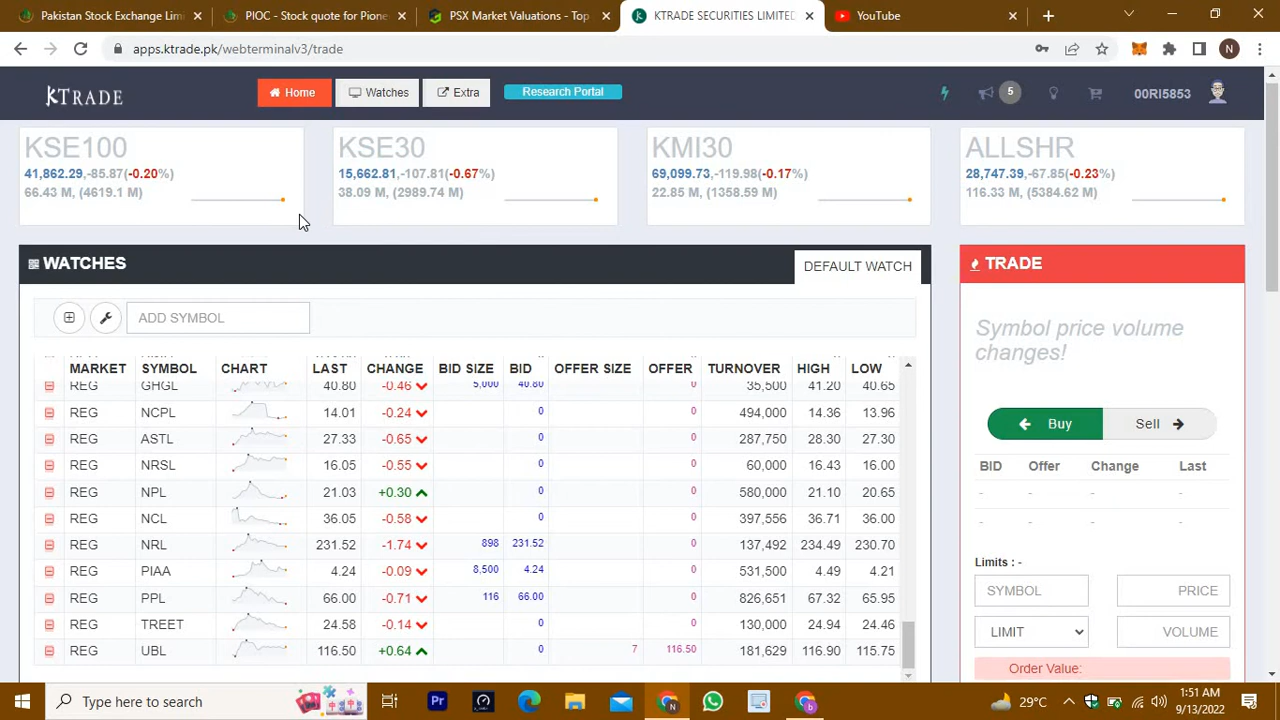 Pakistan Stock Exchange Lim
PIOC - Stock quote for Pione
PSX Market Valuations - Top
KTRADE SECURITIES LIMITED
YouTube
apps.ktrade.pk/webterminalv3/trade
N
KTRADE
Home
Watches
Extra
Research Portal
5
00RI5853
KSE100
41,862.29,-85.87(-0.20%)
66.43 M, (4619.1 M)
KSE30
15,662.81,-107.81(-0.67%)
38.09 M, (2989.74 M)
KMI30
69,099.73,-119.98(-0.17%)
22.85 M, (1358.59 M)
ALLSHR
28,747.39,-67.85(-0.23%)
116.33 M, (5384.62 M)
WATCHES
DEFAULT WATCH
ADD SYMBOL
MARKET SYMBOL CHART LAST CHANGE BID SIZE BID OFFER SIZE OFFER TURNOVER HIGH LOW
REG GHGL 40.80 -0.46 5,000 40.80 0 35,500 41.20 40.65
REG NCPL 14.01 -0.24 0 0 494,000 14.36 13.96
REG ASTL 27.33 -0.65 0 0 287,750 28.30 27.30
REG NRSL 16.05 -0.55 0 0 60,000 16.43 16.00
REG NPL 21.03 +0.30 0 0 580,000 21.10 20.65
REG NCL 36.05 -0.58 0 0 397,556 36.71 36.00
REG NRL 231.52 -1.74 898 231.52 0 137,492 234.49 230.70
REG PIAA 4.24 -0.09 8,500 4.24 0 531,500 4.49 4.21
REG PPL 66.00 -0.71 116 66.00 0 826,651 67.32 65.95
REG TREET 24.58 -0.14 0 0 130,000 24.94 24.46
REG UBL 116.50 +0.64 0 7 116.50 181,629 116.90 115.75
TRADE
Symbol price volume
changes!
Buy
Sell
BID Offer Change Last
- - - -
- - - -
Limits : -
SYMBOL
PRICE
LIMIT
VOLUME
Order Value:
Type here to search
Pr
29°C
1:51 AM
9/13/2022